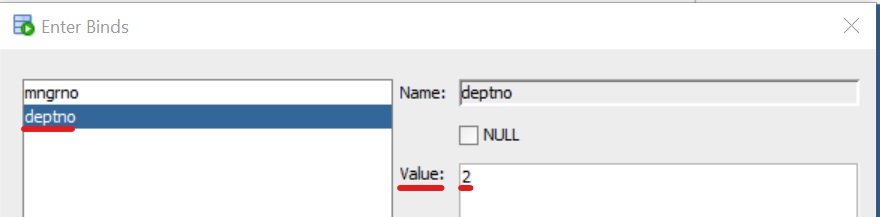 Enter Binds
mngrno
deptno
Name: deptno
NULL
Value: 2